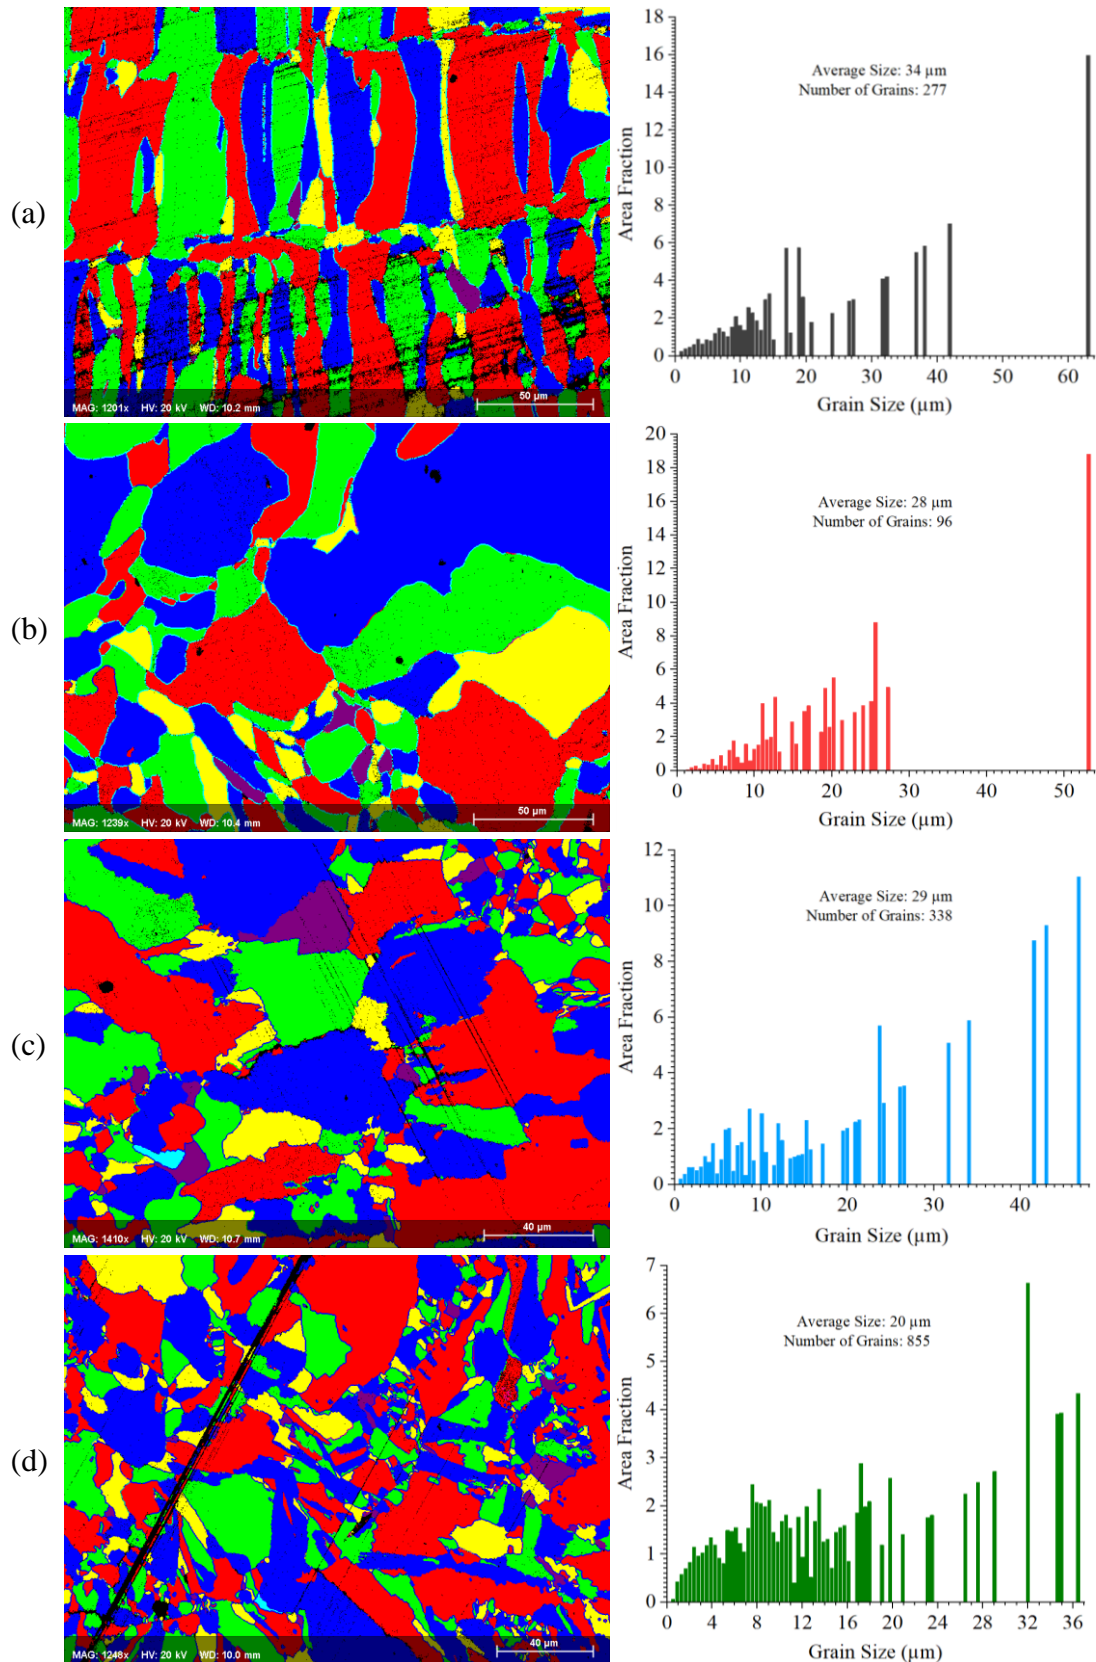 (a)
MAG: 1201x HV: 20 kV WD: 10.2 mm
50 µm
18
16
14
12
10
8
6
4
2
0
Area Fraction
Average Size: 34 µm
Number of Grains: 277
0 10 20 30 40 50 60
Grain Size (µm)
(b)
MAG: 1239x HV: 20 kV WD: 10.4 mm
50 µm
20
18
16
14
12
10
8
6
4
2
0
Area Fraction
Average Size: 28 µm
Number of Grains: 96
0 10 20 30 40 50
Grain Size (µm)
(c)
MAG: 1410x HV: 20 kV WD: 10.7 mm
40 µm
12
10
8
6
4
2
0
Area Fraction
Average Size: 29 µm
Number of Grains: 338
0 10 20 30 40
Grain Size (µm)
(d)
MAG: 1248x HV: 20 kV WD: 10.0 mm
40 µm
7
6
5
4
3
2
1
0
Area Fraction
Average Size: 20 µm
Number of Grains: 855
0 4 8 12 16 20 24 28 32 36
Grain Size (µm)